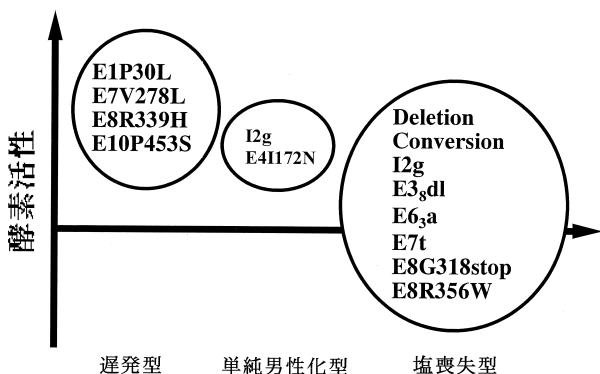 酵素活性
E1P30L
E7V278L
E8R339H
E10P453S
I2g
E4I172N
Deletion
Conversion
I2g
E3₈dl
E6₃a
E7t
E8G318stop
E8R356W
遅発型
単純男性化型
塩喪失型